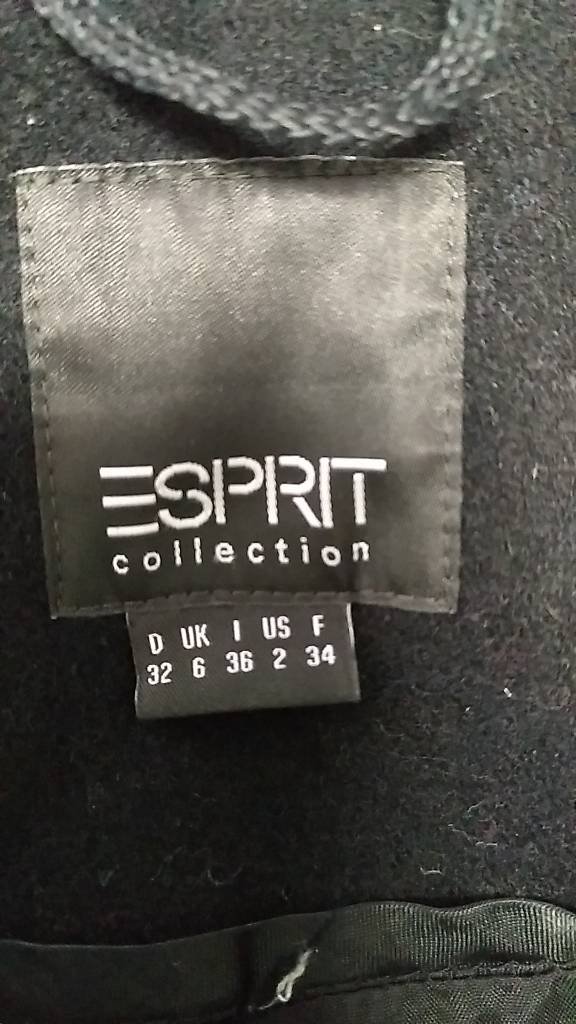 ESPRIT
collection
D UK I US F
32 6 36 2 34